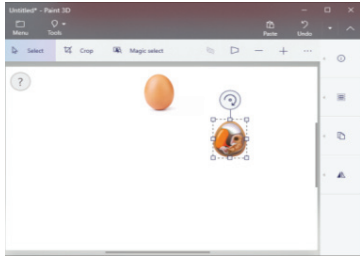 Untitled* - Paint 3D
Menu Tools Paste Undo
Select Crop Magic select
?